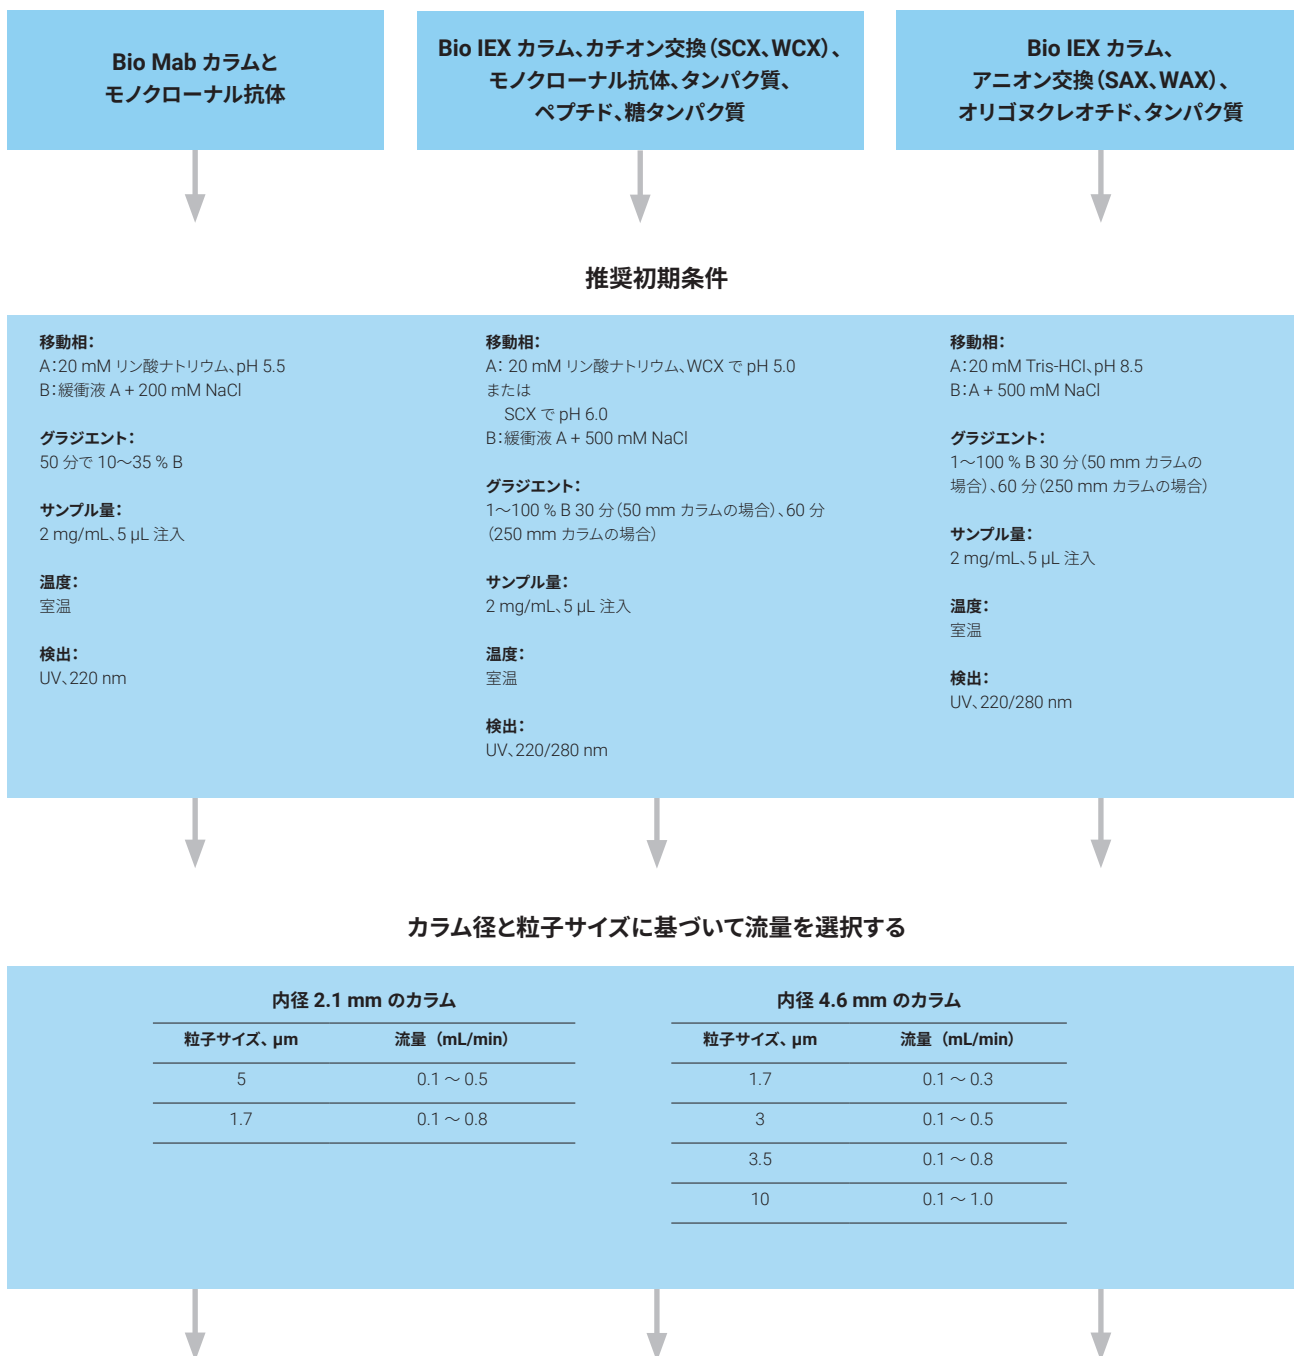 Bio Mab カラムと
モノクローナル抗体
Bio IEX カラム、カチオン交換（SCX、WCX）、
モノクローナル抗体、タンパク質、
ペプチド、糖タンパク質
Bio IEX カラム、
アニオン交換（SAX、WAX）、
オリゴヌクレオチド、タンパク質
推奨初期条件
移動相：
A：20 mM リン酸ナトリウム、pH 5.5
B：緩衝液 A + 200 mM NaCl
グラジエント：
50 分で 10～35 % B
サンプル量：
2 mg/mL、5 µL 注入
温度：
室温
検出：
UV、220 nm
移動相：
A： 20 mM リン酸ナトリウム、WCX で pH 5.0
または
SCX で pH 6.0
B：緩衝液 A + 500 mM NaCl
グラジエント：
1～100 % B 30 分（50 mm カラムの場合）、60 分
（250 mm カラムの場合）
サンプル量：
2 mg/mL、5 µL 注入
温度：
室温
検出：
UV、220/280 nm
移動相：
A：20 mM Tris-HCl、pH 8.5
B：A + 500 mM NaCl
グラジエント：
1～100 % B 30 分（50 mm カラムの
場合）、60 分（250 mm カラムの場合）
サンプル量：
2 mg/mL、5 µL 注入
温度：
室温
検出：
UV、220/280 nm
カラム径と粒子サイズに基づいて流量を選択する
内径 2.1 mm のカラム
粒子サイズ、µm 流量（mL/min）
5 0.1 ～ 0.5
1.7 0.1 ～ 0.8
内径 4.6 mm のカラム
粒子サイズ、µm 流量（mL/min）
1.7 0.1 ～ 0.3
3 0.1 ～ 0.5
3.5 0.1 ～ 0.8
10 0.1 ～ 1.0